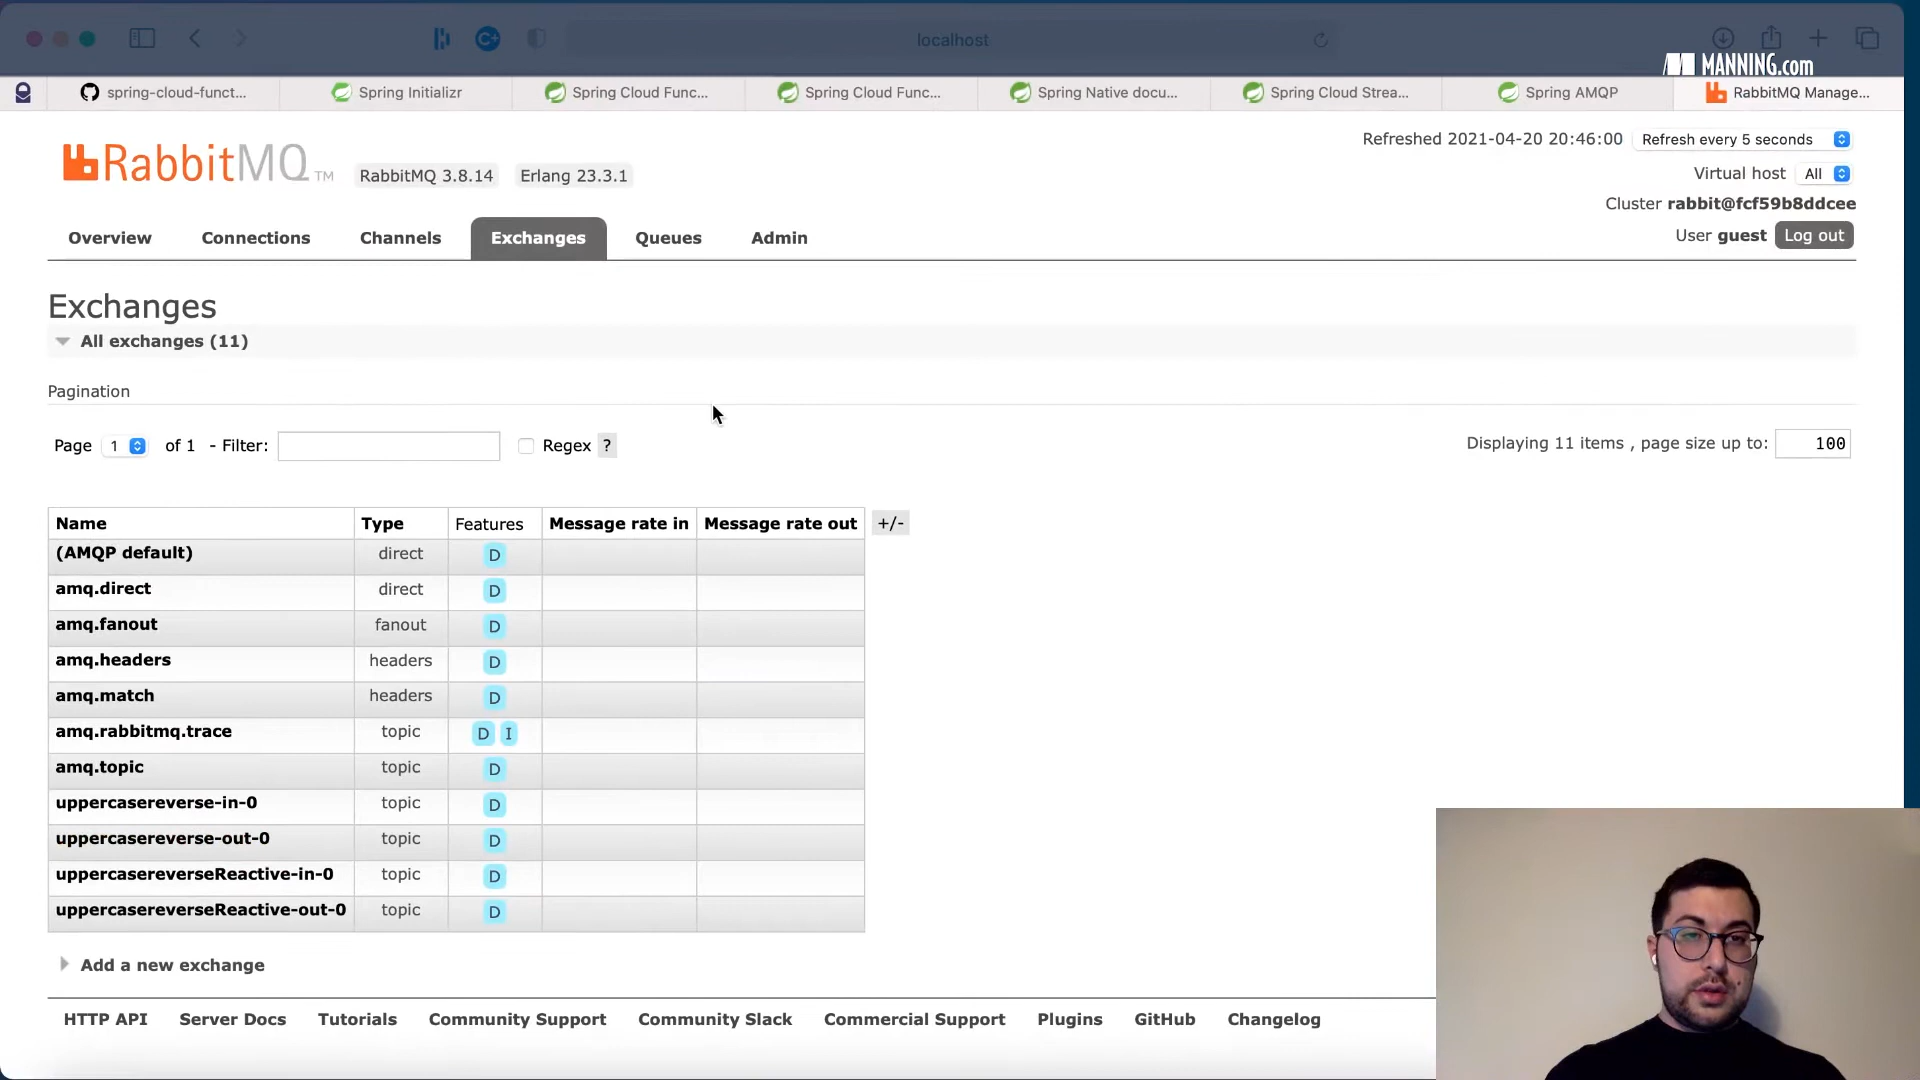 localhost
MANNING.com
spring-cloud-funct...
Spring Initializr
Spring Cloud Func...
Spring Cloud Func...
Spring Native docu...
Spring Cloud Strea...
Spring AMQP
RabbitMQ Manage...
RabbitMQ TM
RabbitMQ 3.8.14
Erlang 23.3.1
Refreshed 2021-04-20 20:46:00
Refresh every 5 seconds
Virtual host All
Cluster rabbit@fcf59b8ddcee
User guest Log out
Overview
Connections
Channels
Exchanges
Queues
Admin
Exchanges
All exchanges (11)
Pagination
Page 1 of 1 - Filter:
Regex ?
Displaying 11 items , page size up to: 100
Name Type Features Message rate in Message rate out +/-
(AMQP default) direct D
amq.direct direct D
amq.fanout fanout D
amq.headers headers D
amq.match headers D
amq.rabbitmq.trace topic D I
amq.topic topic D
uppercasereverse-in-0 topic D
uppercasereverse-out-0 topic D
uppercasereverseReactive-in-0 topic D
uppercasereverseReactive-out-0 topic D
Add a new exchange
HTTP API
Server Docs
Tutorials
Community Support
Community Slack
Commercial Support
Plugins
GitHub
Changelog